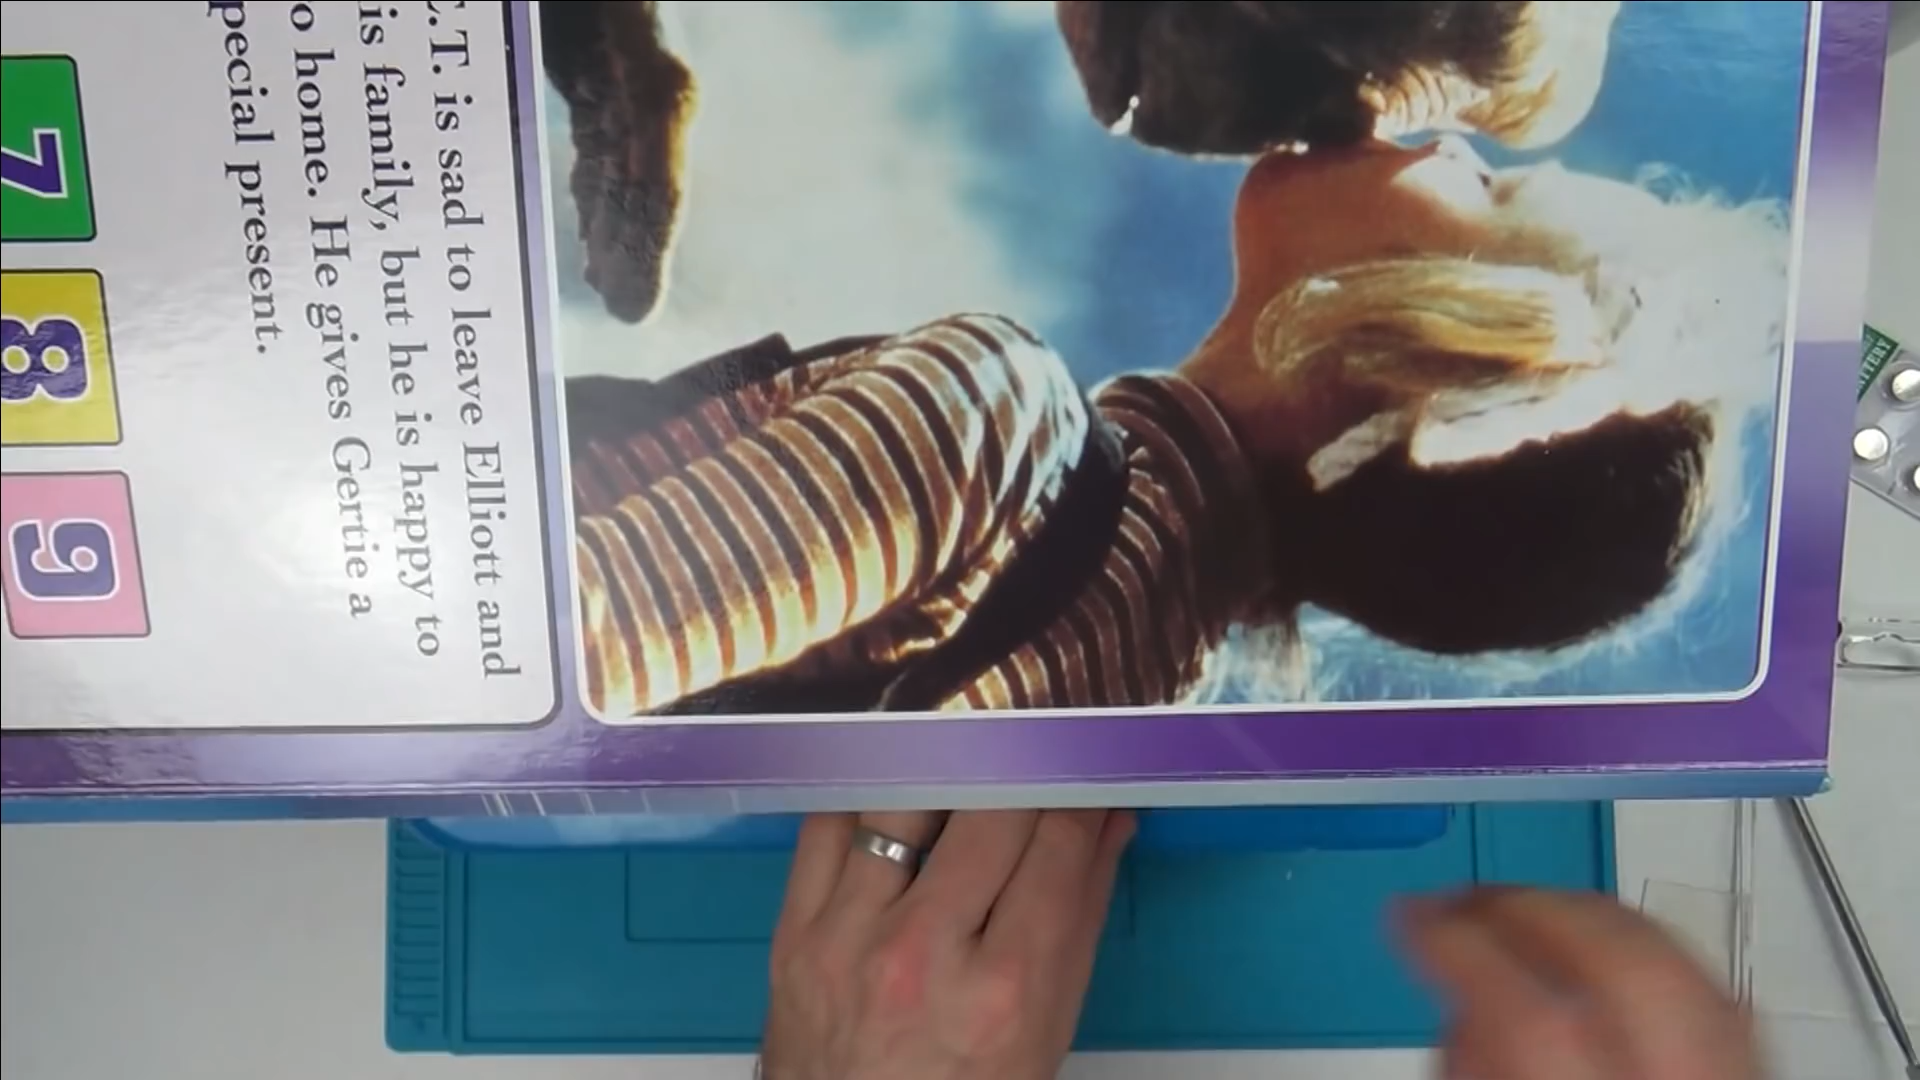 .T. is sad to leave Elliott and
is family, but he is happy to
o home. He gives Gertie a
pecial present.
7
8
9
TTERY